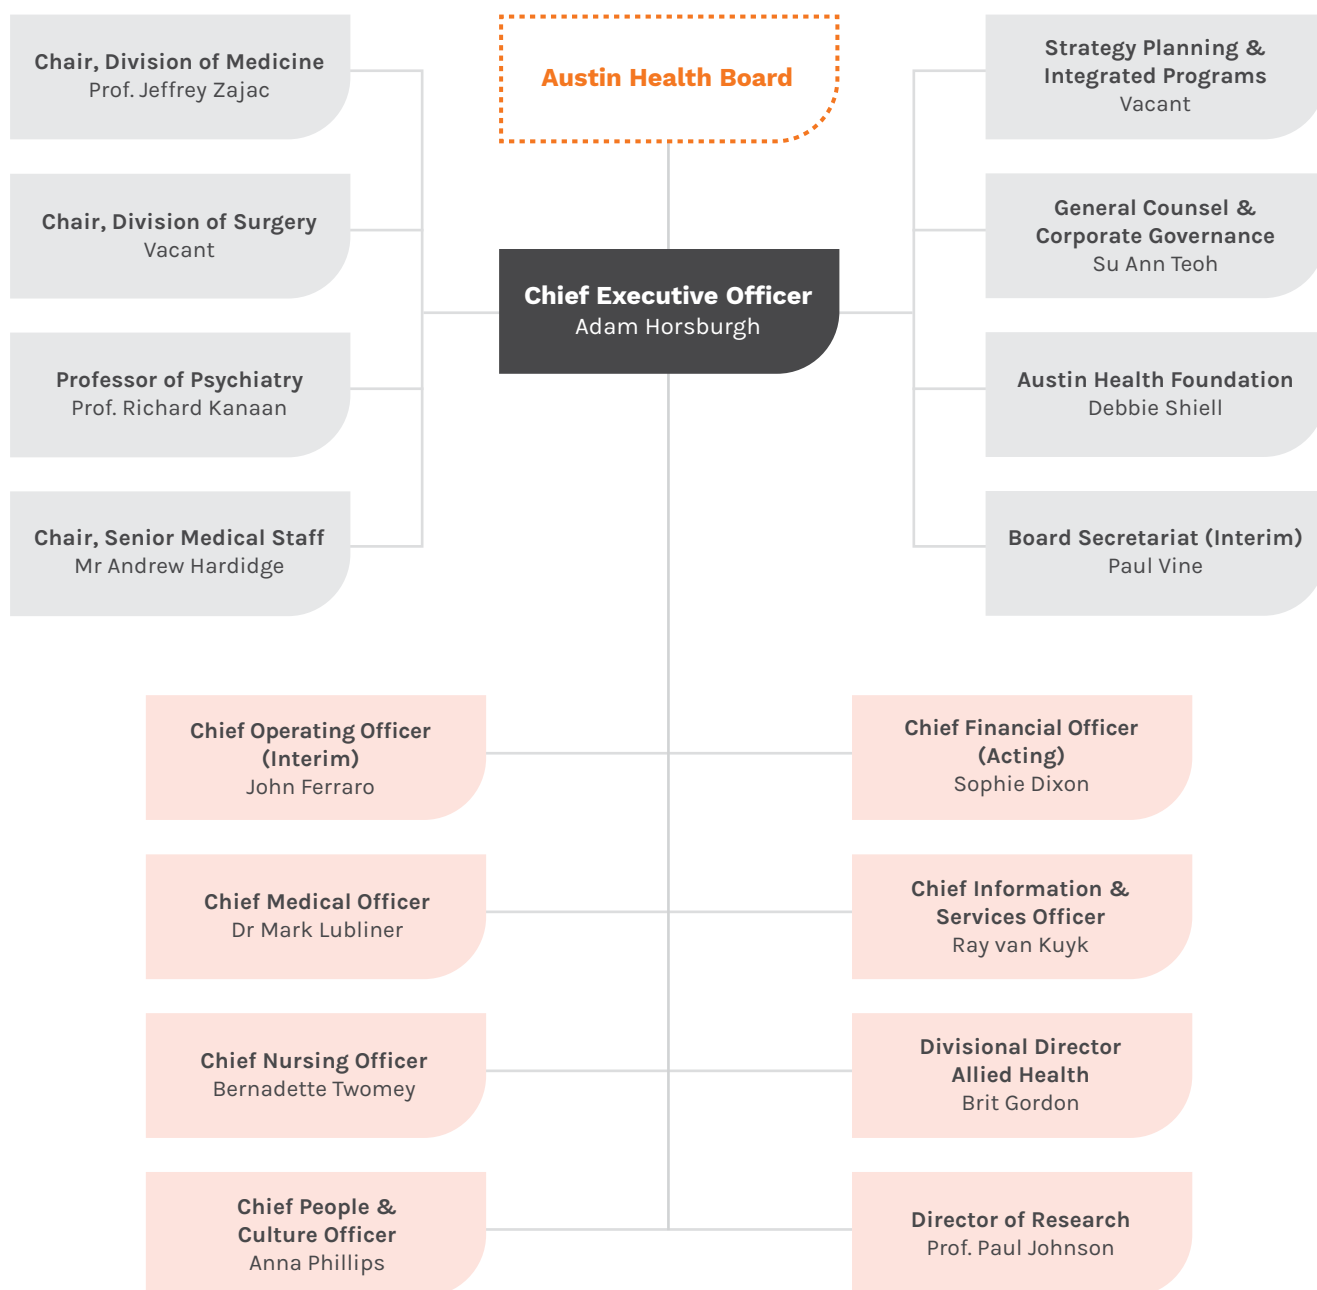 Chair, Division of Medicine
Prof. Jeffrey Zajac
Chair, Division of Surgery
Vacant
Professor of Psychiatry
Prof. Richard Kanaan
Chair, Senior Medical Staff
Mr Andrew Hardidge
Austin Health Board
Chief Executive Officer
Adam Horsburgh
Strategy Planning &
Integrated Programs
Vacant
General Counsel &
Corporate Governance
Su Ann Teoh
Austin Health Foundation
Debbie Shiell
Board Secretariat (Interim)
Paul Vine
Chief Operating Officer
(Interim)
John Ferraro
Chief Medical Officer
Dr Mark Lubliner
Chief Nursing Officer
Bernadette Twomey
Chief People &
Culture Officer
Anna Phillips
Chief Financial Officer
(Acting)
Sophie Dixon
Chief Information &
Services Officer
Ray van Kuyk
Divisional Director
Allied Health
Brit Gordon
Director of Research
Prof. Paul Johnson